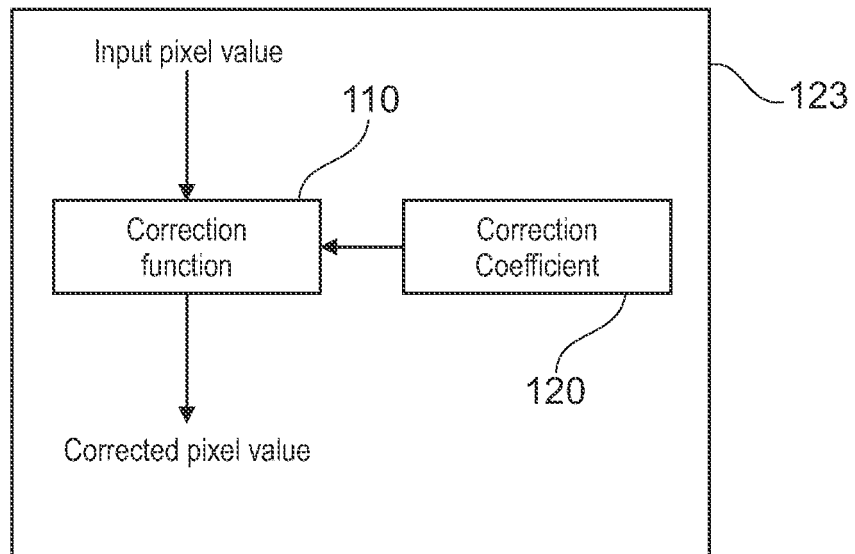 Input pixel value
110
123
Correction
function
Correction
Coefficient
120
Corrected pixel value